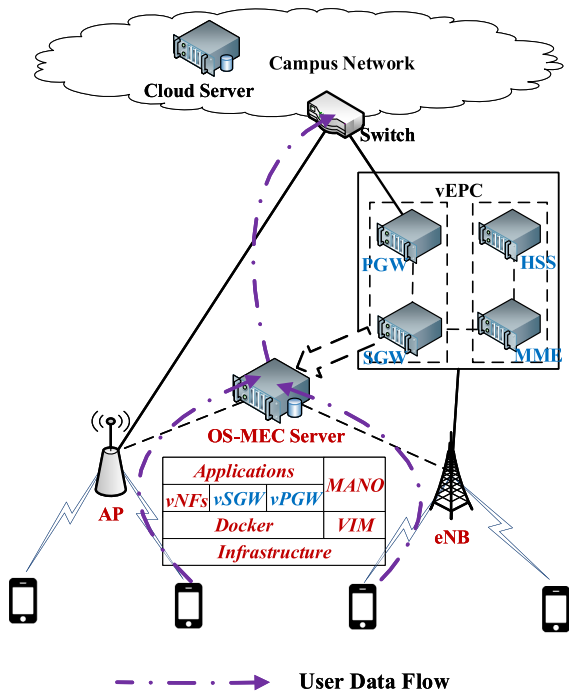 Cloud Server
Campus Network
Switch
vEPC
PGW
HSS
SGW
MME
OS-MEC Server
AP
eNB
Applications
MANO
vNFs
vSGW
vPGW
Docker
VIM
Infrastructure
User Data Flow